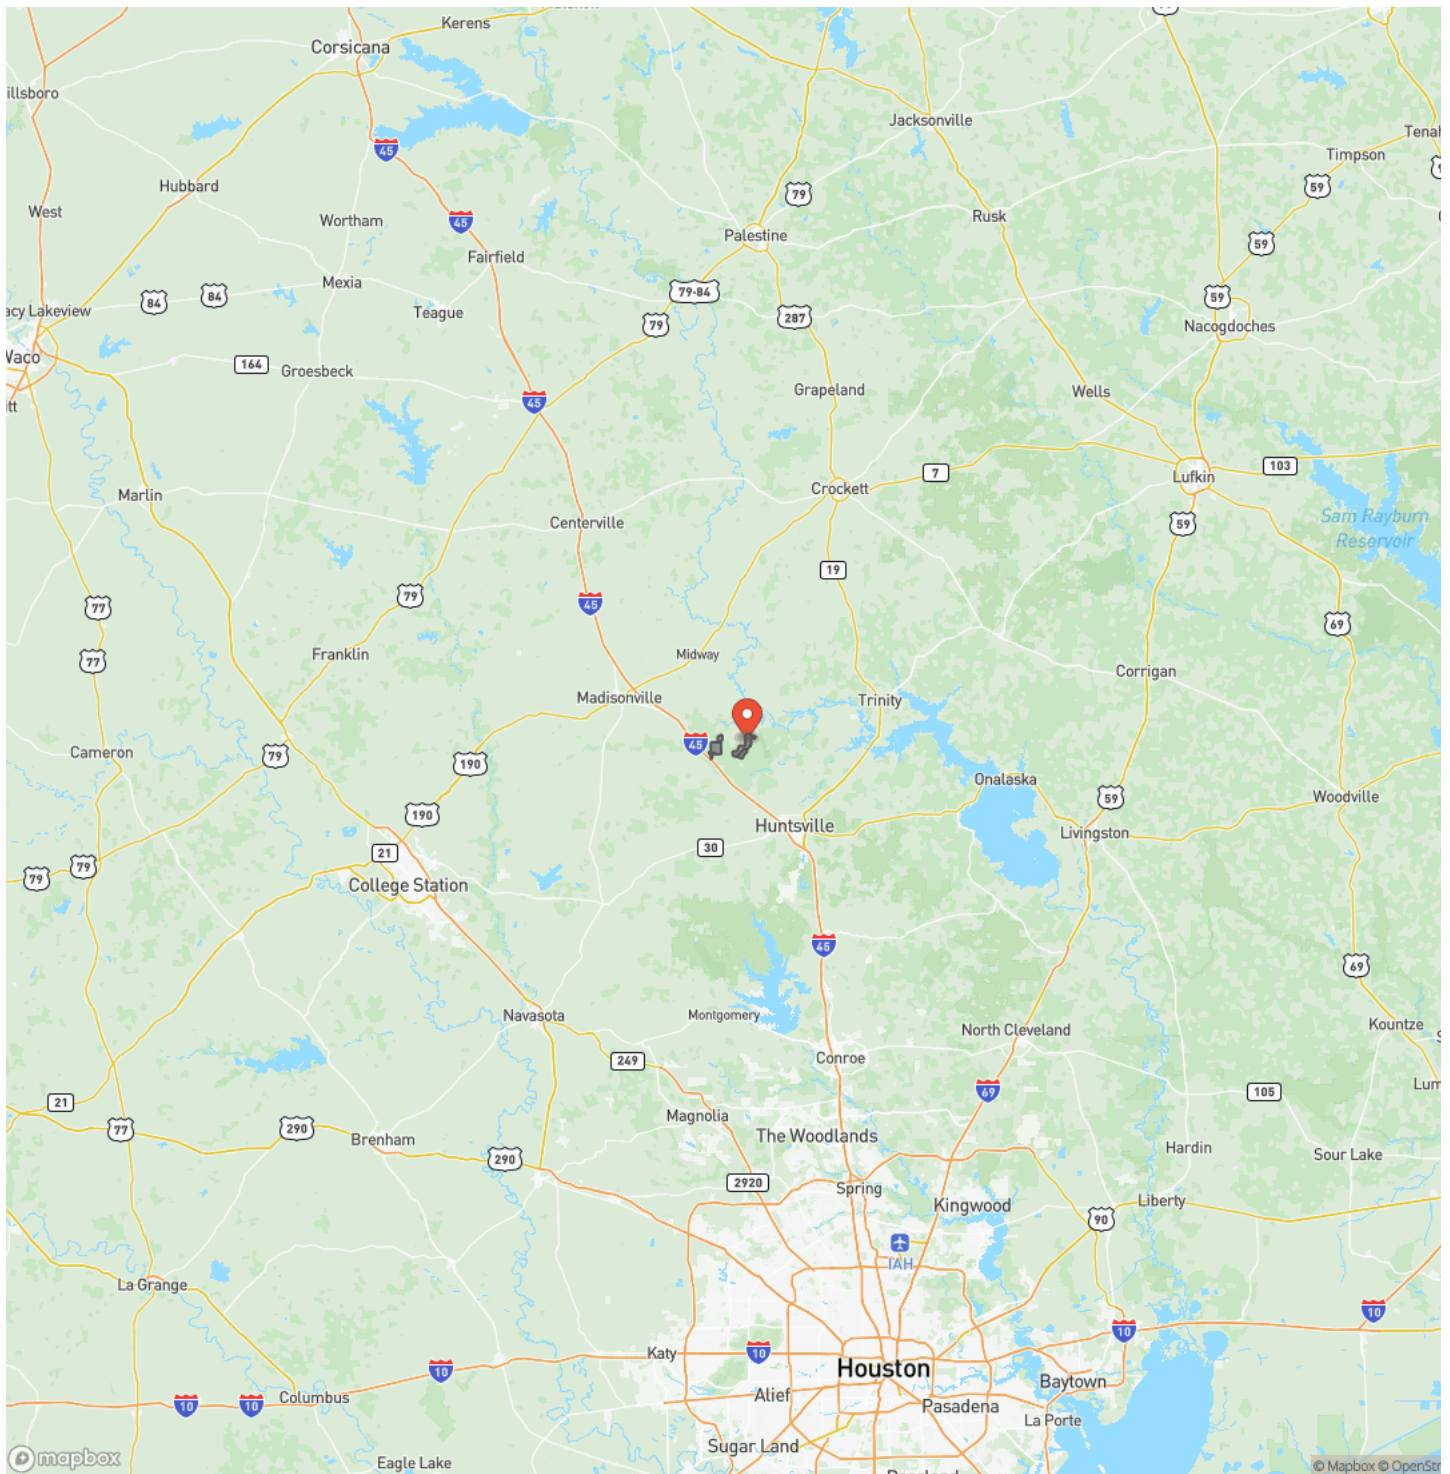 Kerens
Corsicana
illsboro
Jacksonville
45
Tenah
Timpson
Hubbard
79
59
West
Wortham
45
Rusk
Palestine
59
Fairfield
Mexia
79-84
84
84
59
acy Lakeview
Teague
287
79
Nacogdoches
Waco
164
Groesbeck
Grapeland
Wells
45
itt
7
103
Lufkin
Crockett
Marlin
Sam Rayburn
Reservoir
Centerville
59
19
79
45
77
69
Franklin
Midway
77
Corrigan
Madisonville
Trinity
45
Cameron
79
190
Onalaska
59
Woodville
190
Huntsville
Livingston
30
21
79
79
College Station
45
69
Navasota
Montgomery
Kountze
North Cleveland
Conroe
249
Lum
69
105
21
Magnolia
77
290
The Woodlands
Brenham
Hardin
290
Sour Lake
2920
Spring
Liberty
Kingwood
90
IAH
La Grange
10
10
Katy
10
Houston
10
Baytown
Columbus
Alief
10
10
Pasadena
La Porte
Sugar Land
Eagle Lake
mapbox
© Mapbox © OpenStr